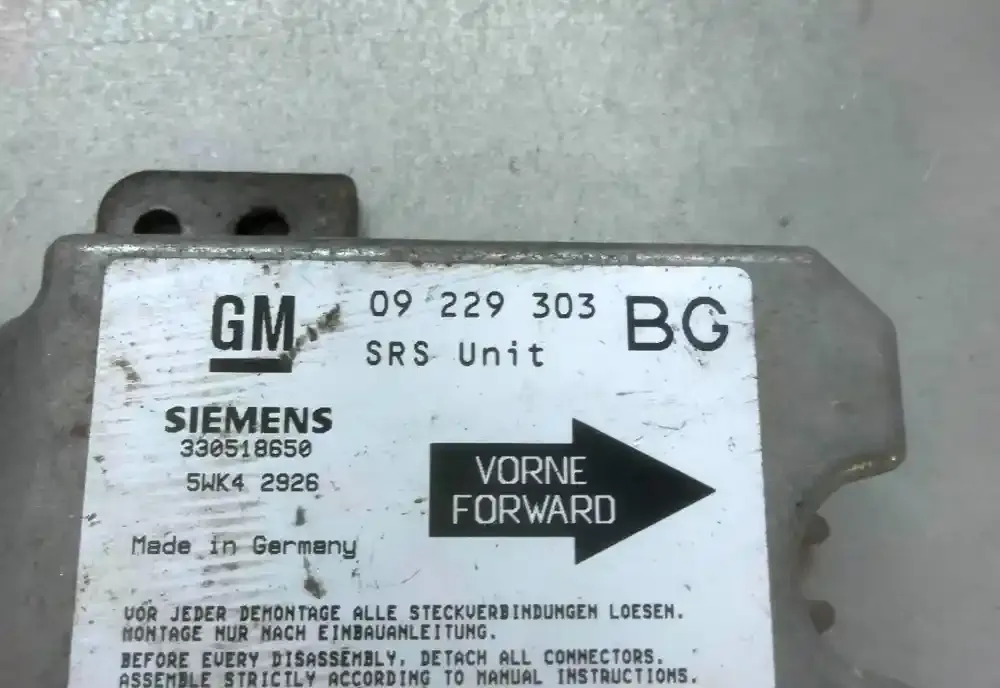 GM 09 229 303 BG
SRS Unit
SIEMENS
330518650
5WK4 2926
VORNE
FORWARD
Made in Germany
VOR JEDER DEMONTAGE ALLE STECKVERBINDUNGEN LOESEN.
MONTAGE NUR NACH EINBAUANLEITUNG.
BEFORE EVERY DISASSEMBLY, DETACH ALL CONNECTORS.
ASSEMBLE STRICTLY ACCORDING TO MANUAL INSTRUCTIONS.